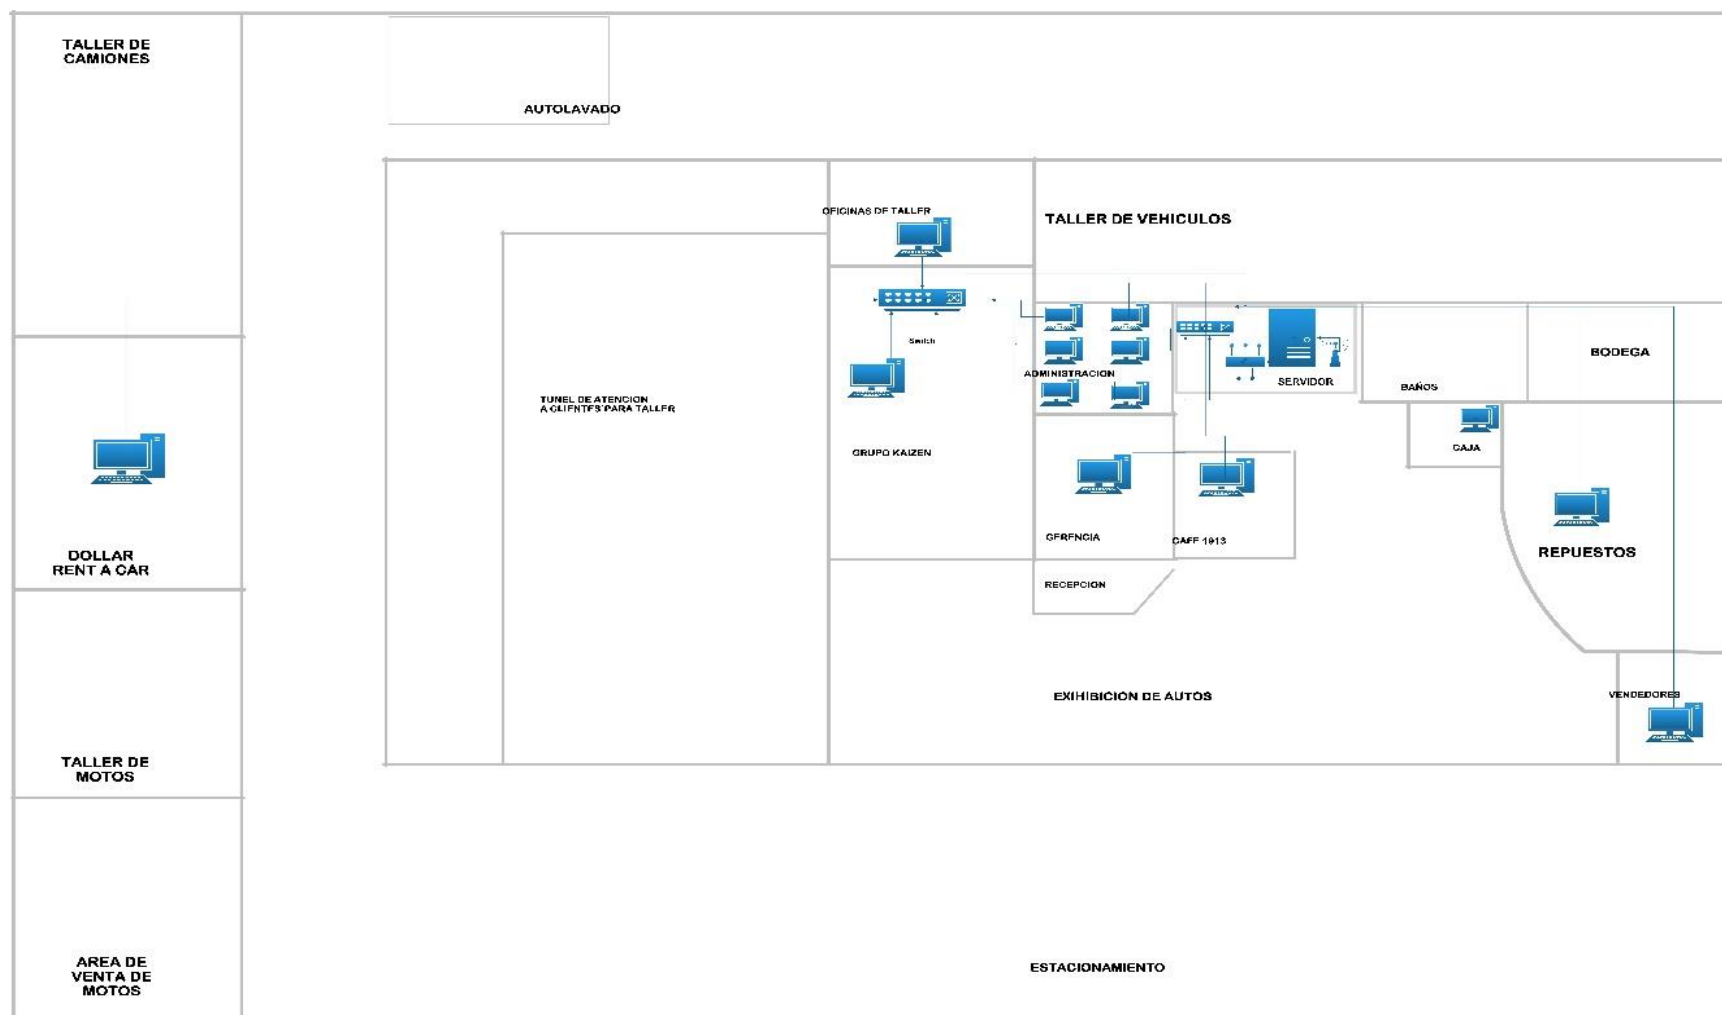 TALLER DE
CAMIONES
AUTOLAVADO
OFICINAS DE TALLER
TALLER DE VEHICULOS
Switch
ADMINISTRACION
SERVIDOR
BAÑOS
BODEGA
TUNEL DE ATENCION
A CLIENTES PARA TALLER
GRUPO KAIZEN
CAJA
GERENCIA
CAFE 1913
RECEPCION
REPUESTOS
DOLLAR
RENT A CAR
EXIHIBICION DE AUTOS
VENDEDORES
TALLER DE
MOTOS
AREA DE
VENTA DE
MOTOS
ESTACIONAMIENTO